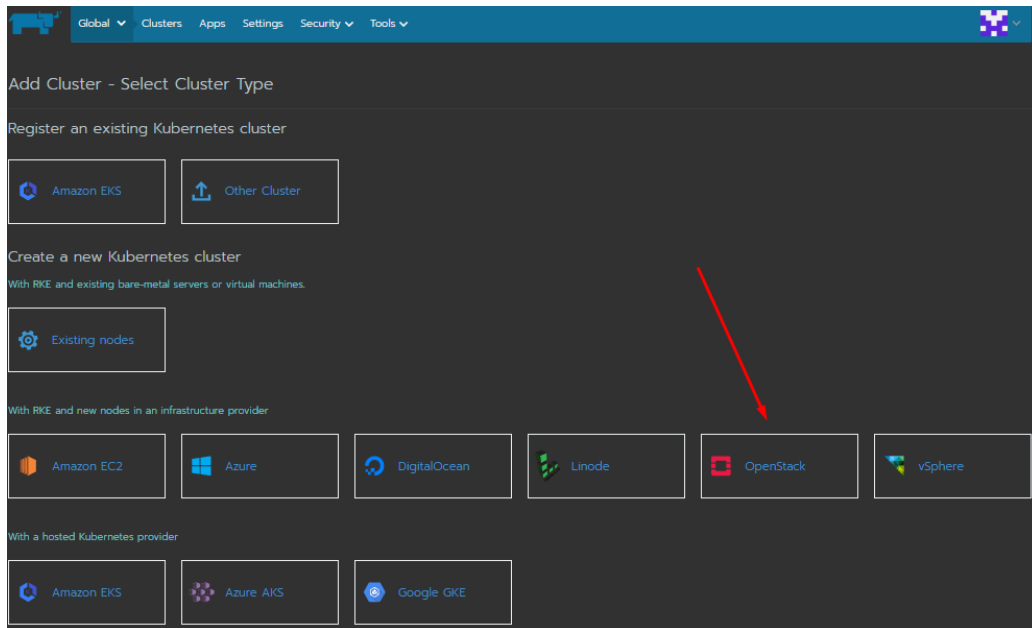 Global Clusters Apps Settings Security Tools
Add Cluster - Select Cluster Type
Register an existing Kubernetes cluster
Amazon EKS Other Cluster
Create a new Kubernetes cluster
With RKE and existing bare-metal servers or virtual machines.
Existing nodes
With RKE and new nodes in an infrastructure provider
Amazon EC2 Azure DigitalOcean Linode OpenStack vSphere
With a hosted Kubernetes provider
Amazon EKS Azure AKS Google GKE